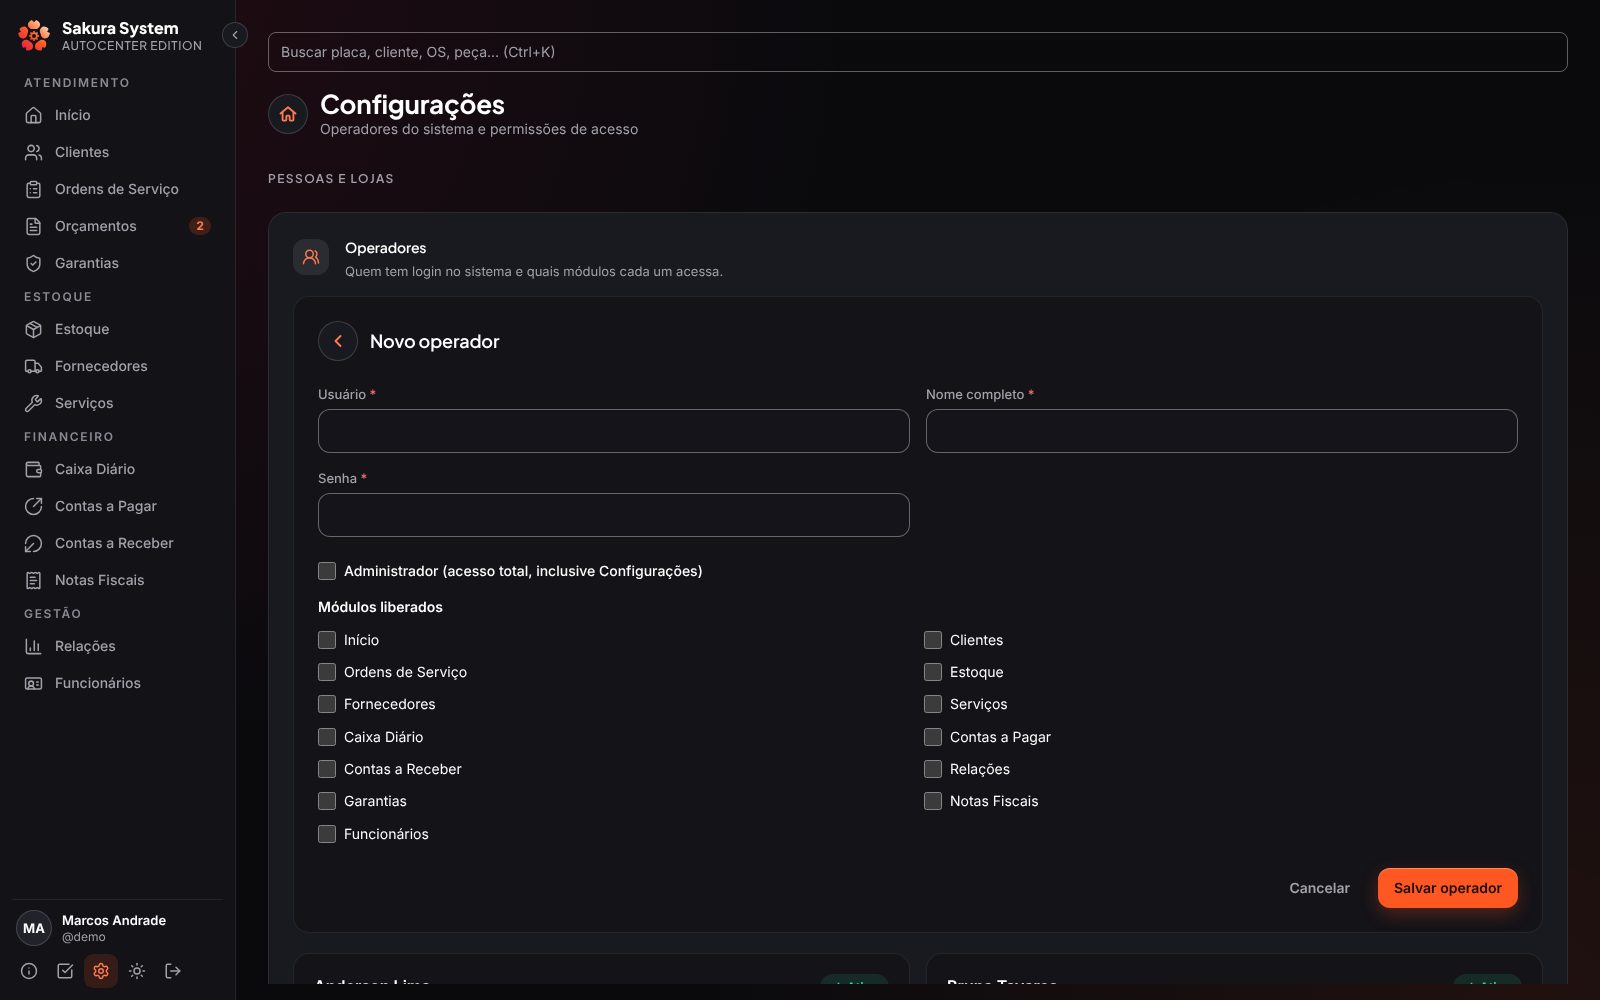 Sakura System
AUTOCENTER EDITION
ATENDIMENTO
Início
Clientes
Ordens de Serviço
Orçamentos 2
Garantias
ESTOQUE
Estoque
Fornecedores
Serviços
FINANCEIRO
Caixa Diário
Contas a Pagar
Contas a Receber
Notas Fiscais
GESTÃO
Relações
Funcionários
MA
Marcos Andrade
@demo
Buscar placa, cliente, OS, peça... (Ctrl+K)
Configurações
Operadores do sistema e permissões de acesso
PESSOAS E LOJAS
Operadores
Quem tem login no sistema e quais módulos cada um acessa.
Novo operador
Usuário *
Nome completo *
Senha *
Administrador (acesso total, inclusive Configurações)
Módulos liberados
Início
Clientes
Ordens de Serviço
Estoque
Fornecedores
Serviços
Caixa Diário
Contas a Pagar
Contas a Receber
Relações
Garantias
Notas Fiscais
Funcionários
Cancelar
Salvar operador